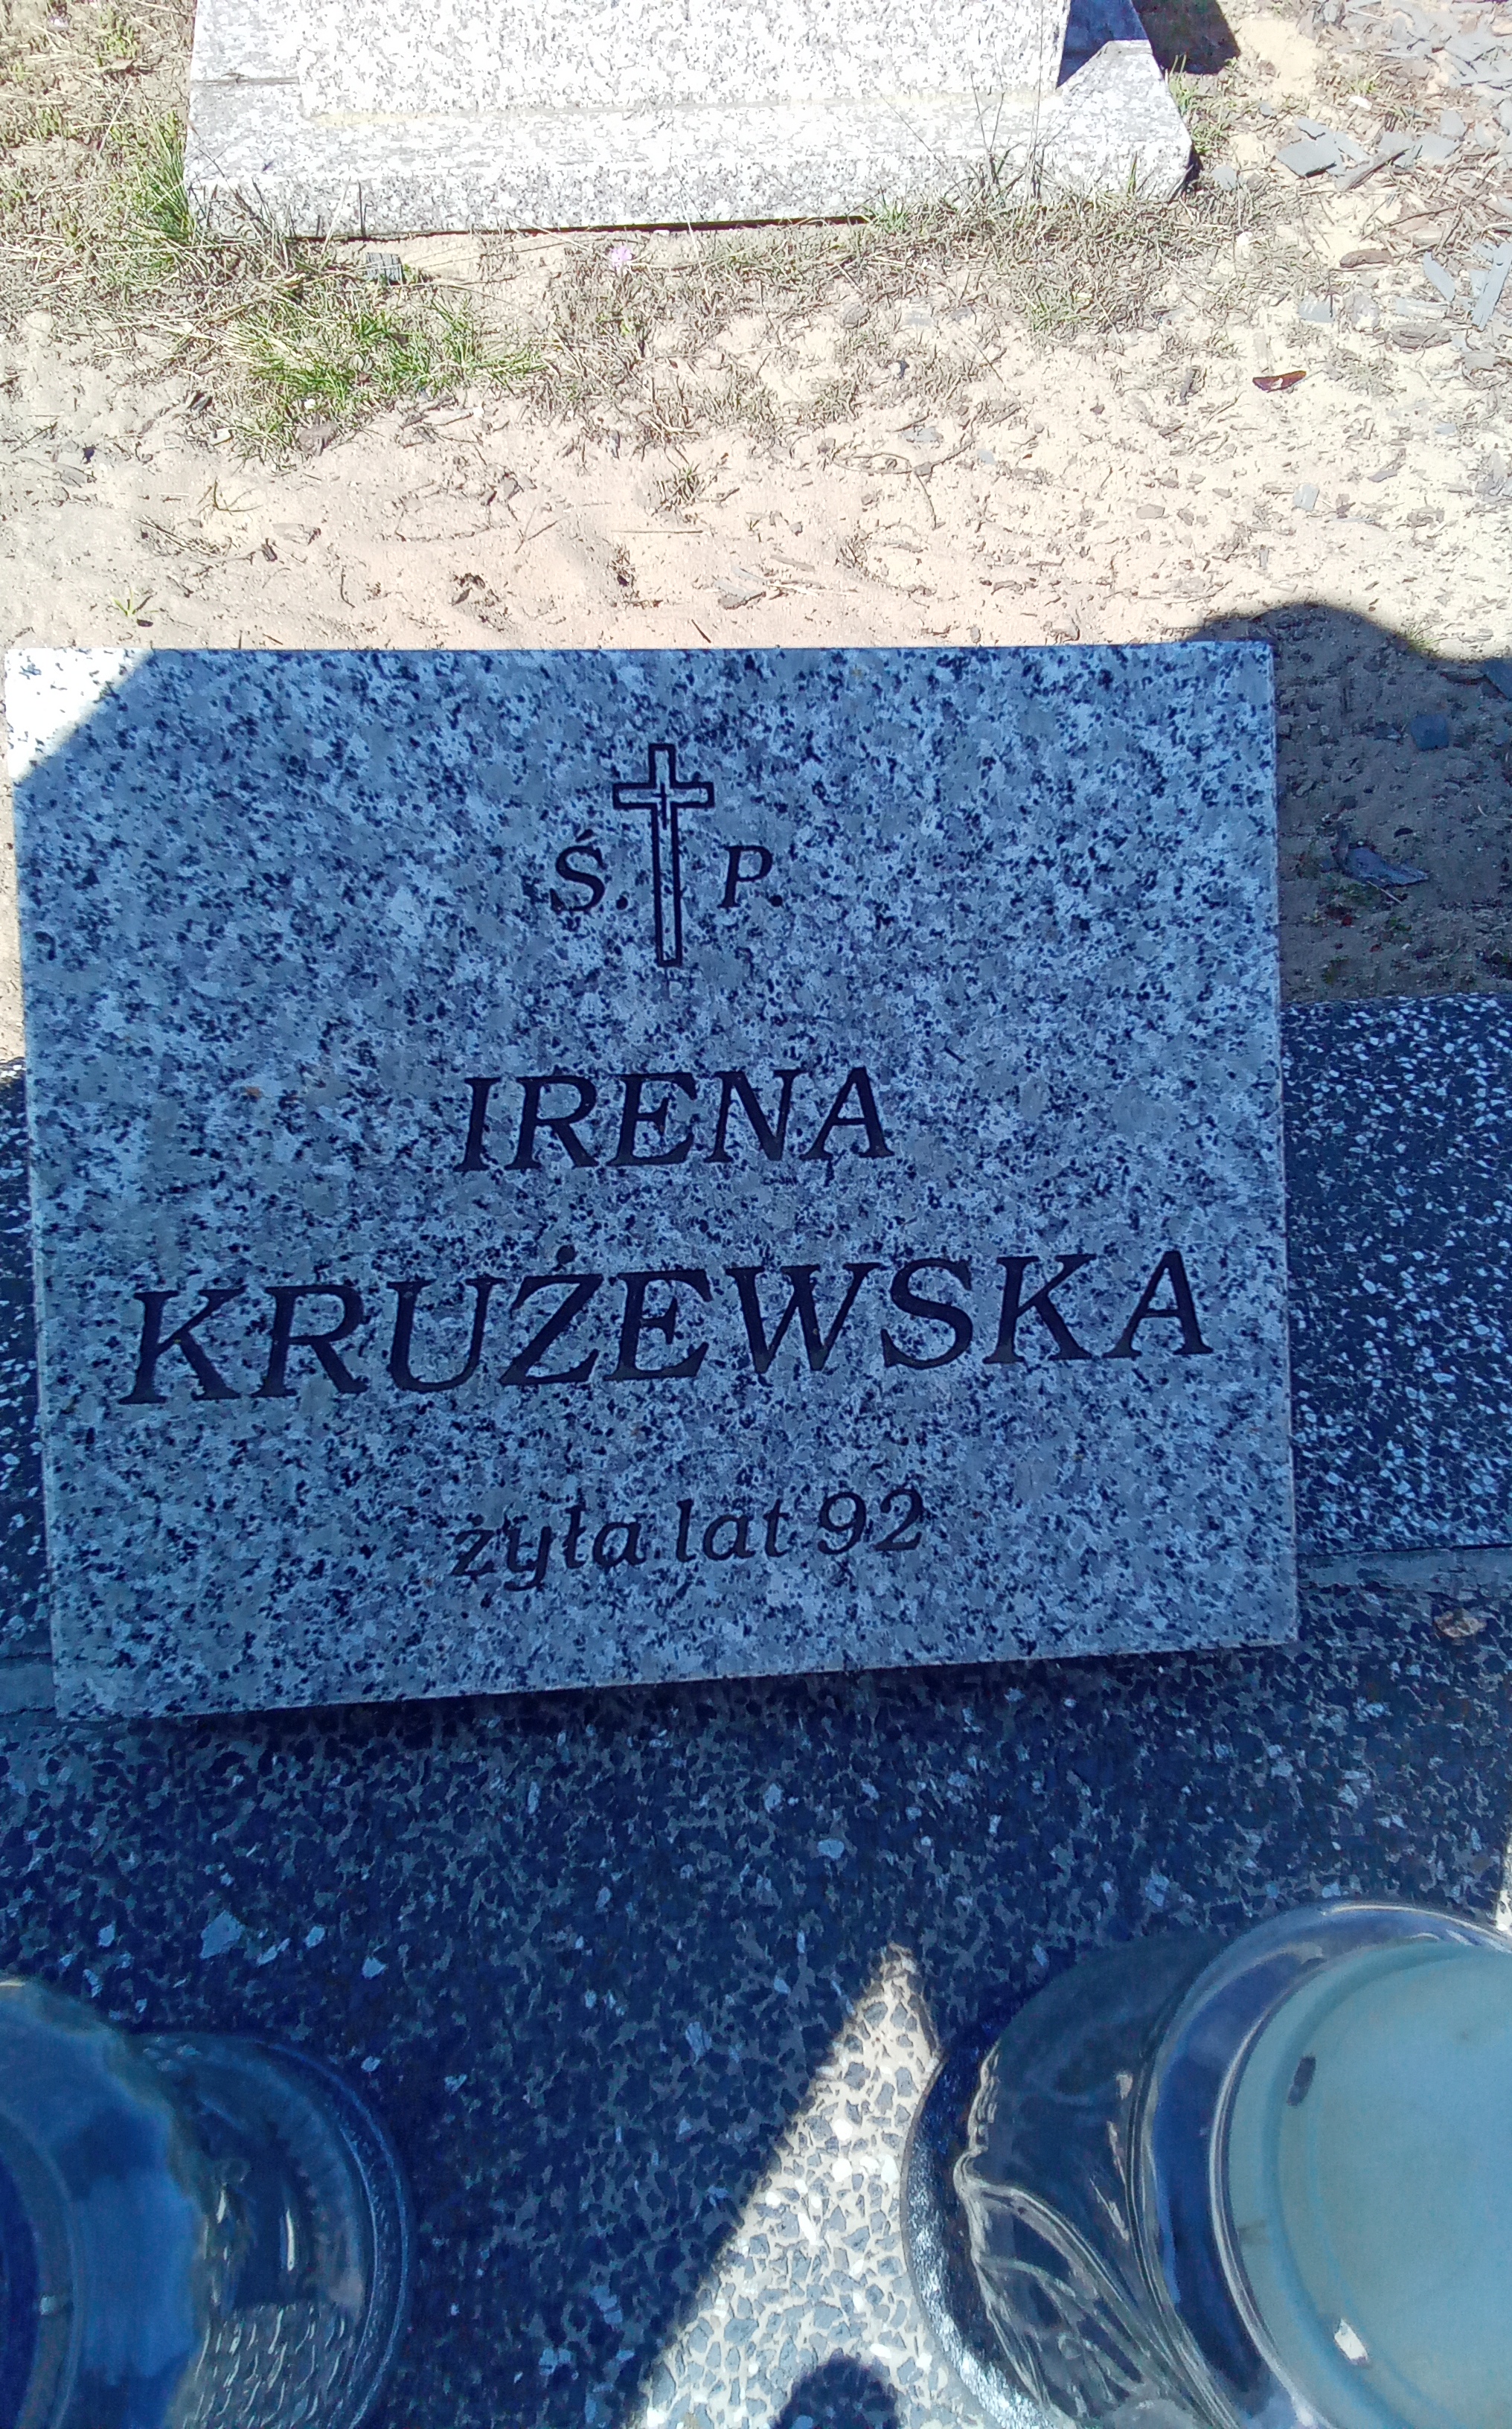 Ś. P.
IRENA
KRUŻEWSKA
żyła lat 92